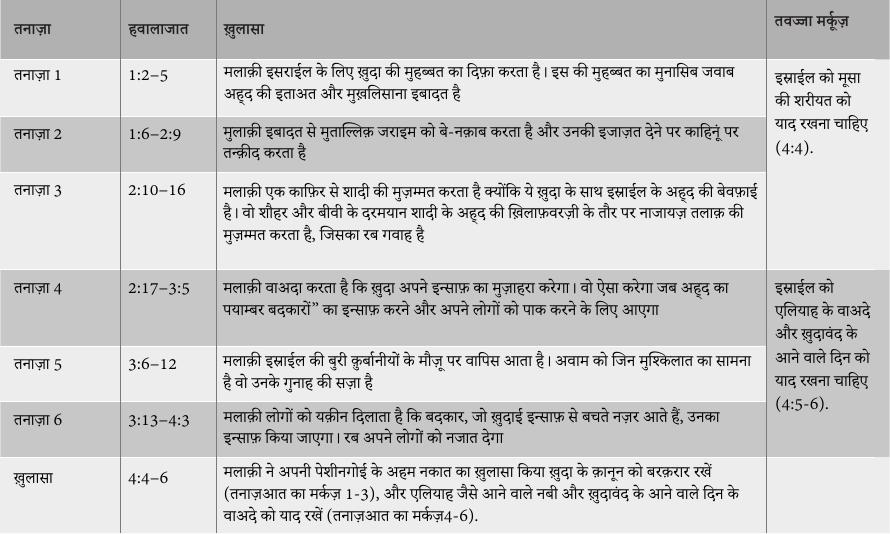 तनाज़ा हवालाजात ख़ुलासा तवज्जा मर्कूज़
तनाज़ा 1 1:2–5 मलाक़ी इसराईल के लिए ख़ुदा की मुहब्बत का दिफ़ा करता है। इस की मुहब्बत का मुनासिब जवाब
अह्द की इताअत और मुख़लिसाना इबादत है
इस्राईल को मूसा
की शरीयत को
याद रखना चाहिए
(4:4).
तनाज़ा 2 1:6–2:9 मुलाक़ी इबादत से मुताल्लिक़ जराइम को बे-नक़ाब करता है और उनकी इजाज़त देने पर काहिनूं पर
तन्क़ीद करता है
तनाज़ा 3 2:10–16 मलाक़ी एक काफ़िर से शादी की मुज़म्मत करता है क्योंकि ये ख़ुदा के साथ इस्राईल के अह्द की बेवफ़ाई
है। वो शौहर और बीवी के दरमयान शादी के अह्द की ख़िलाफ़वरज़ी के तौर पर नाजायज़ तलाक़ की
मुज़म्मत करता है, जिसका रब गवाह है
तनाज़ा 4 2:17–3:5 मलाक़ी वाअदा करता है कि ख़ुदा अपने इन्साफ़ का मुज़ाहरा करेगा। वो ऐसा करेगा जब अह्द का
पयाम्बर बदकारों” का इन्साफ़ करने और अपने लोगों को पाक करने के लिए आएगा
इस्राईल को
एलियाह के वाअदे
और ख़ुदावंद के
आने वाले दिन को
याद रखना चाहिए
(4:5-6).
तनाज़ा 5 3:6–12 मलाक़ी इस्राईल की बुरी क़ुर्बानीयों के मौज़ू पर वापिस आता है। अवाम को जिन मुश्किलात का सामना
है वो उनके गुनाह की सज़ा है
तनाज़ा 6 3:13–4:3 मलाक़ी लोगों को यक़ीन दिलाता है कि बदकार, जो ख़ुदाई इन्साफ़ से बचते नज़र आते हैं, उनका
इन्साफ़ किया जाएगा। रब अपने लोगों को नजात देगा
ख़ुलासा 4:4–6 मलाक़ी ने अपनी पेशीनगोई के अहम नकात का ख़ुलासा किया ख़ुदा के क़ानून को बरक़रार रखें
(तनाज़आत का मर्कज़ 1-3), और एलियाह जैसे आने वाले नबी और ख़ुदावंद के आने वाले दिन के
वाअदे को याद रखें (तनाज़आत का मर्कज़4-6).